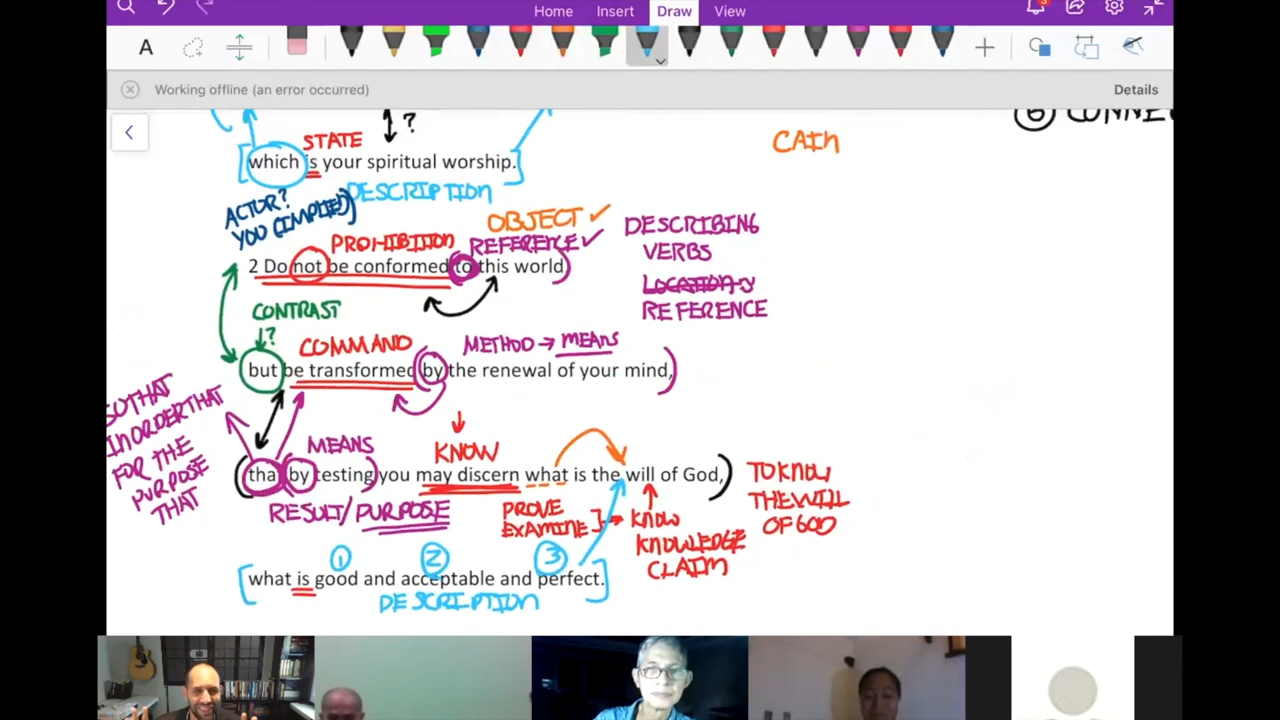 Home Insert Draw View
3
A
Working offline (an error occurred) Details
?
STATE
CAIN
[which is your spiritual worship.]
DESCRIPTION
ACTOR?
YOU (IMPLIED)
OBJECT ✓
PROHIBITION REFERENCE ✓
DESCRIBING
VERBS
REFERENCE
2 Do not be conformed to this world)
CONTRAST
?
COMMAND
METHOD → MEANS
but be transformed (by the renewal of your mind,)
SO THAT
IN ORDER THAT
FOR THE
PURPOSE
THAT
MEANS
KNOW
(that (by testing) you may discern what is the will of God,)
TO KNOW
THE WILL
OF GOD
RESULT/PURPOSE
PROVE
EXAMINE
KNOW
KNOWLEDGE
CLAIM
1 2 3
[what is good and acceptable and perfect.]
DESCRIPTION